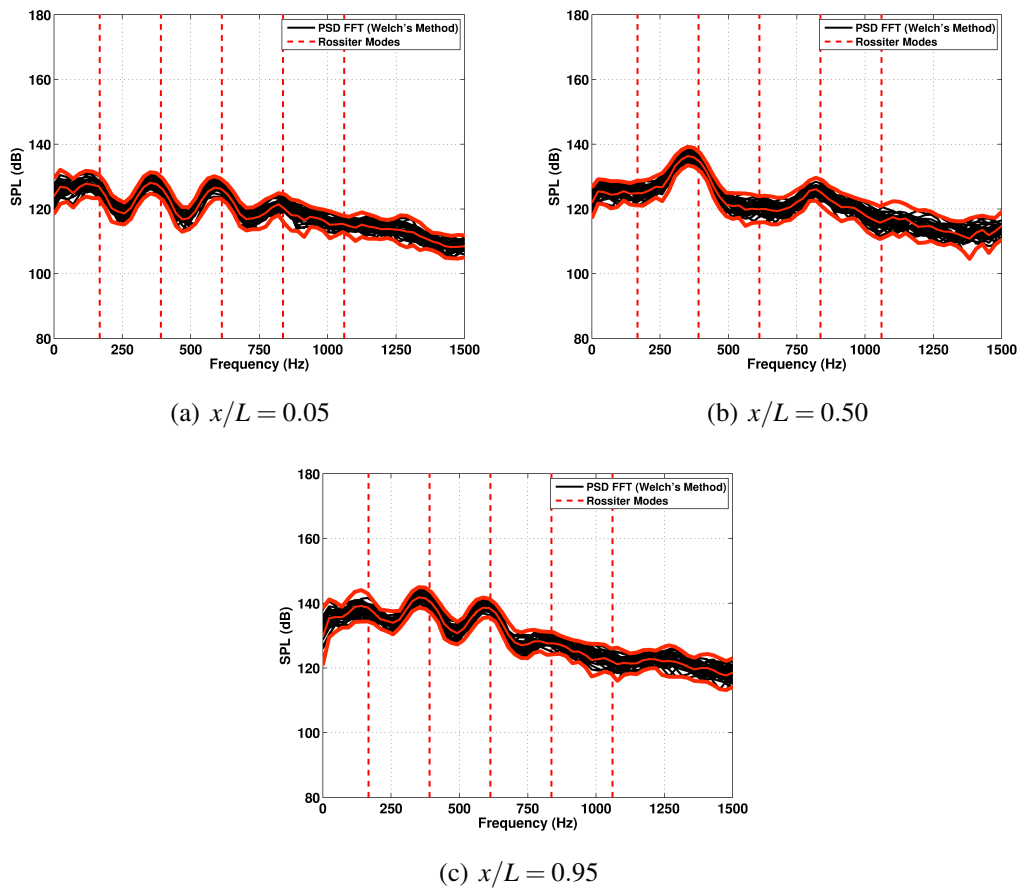 180
160
140
120
100
80
SPL (dB)
PSD FFT (Welch's Method)
Rossiter Modes
0 250 500 750 1000 1250 1500
Frequency (Hz)
(a) x/L = 0.05
180
160
140
120
100
80
SPL (dB)
PSD FFT (Welch's Method)
Rossiter Modes
0 250 500 750 1000 1250 1500
Frequency (Hz)
(b) x/L = 0.50
180
160
140
120
100
80
SPL (dB)
PSD FFT (Welch's Method)
Rossiter Modes
0 250 500 750 1000 1250 1500
Frequency (Hz)
(c) x/L = 0.95